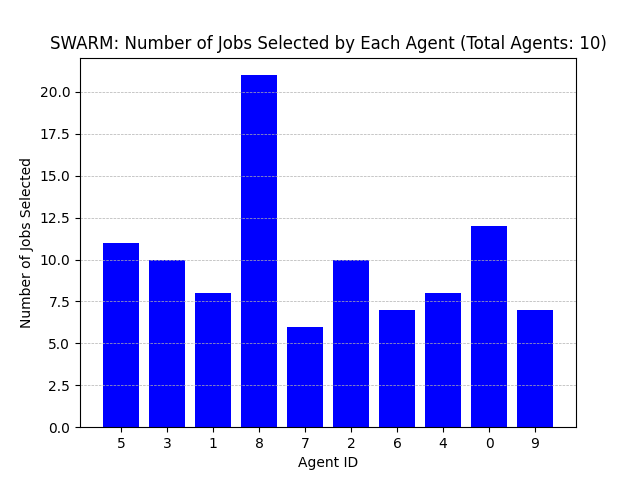 SWARM: Number of Jobs Selected by Each Agent (Total Agents: 10)
Number of Jobs Selected
20.0
17.5
15.0
12.5
10.0
7.5
5.0
2.5
0.0
5 3 1 8 7 2 6 4 0 9
Agent ID